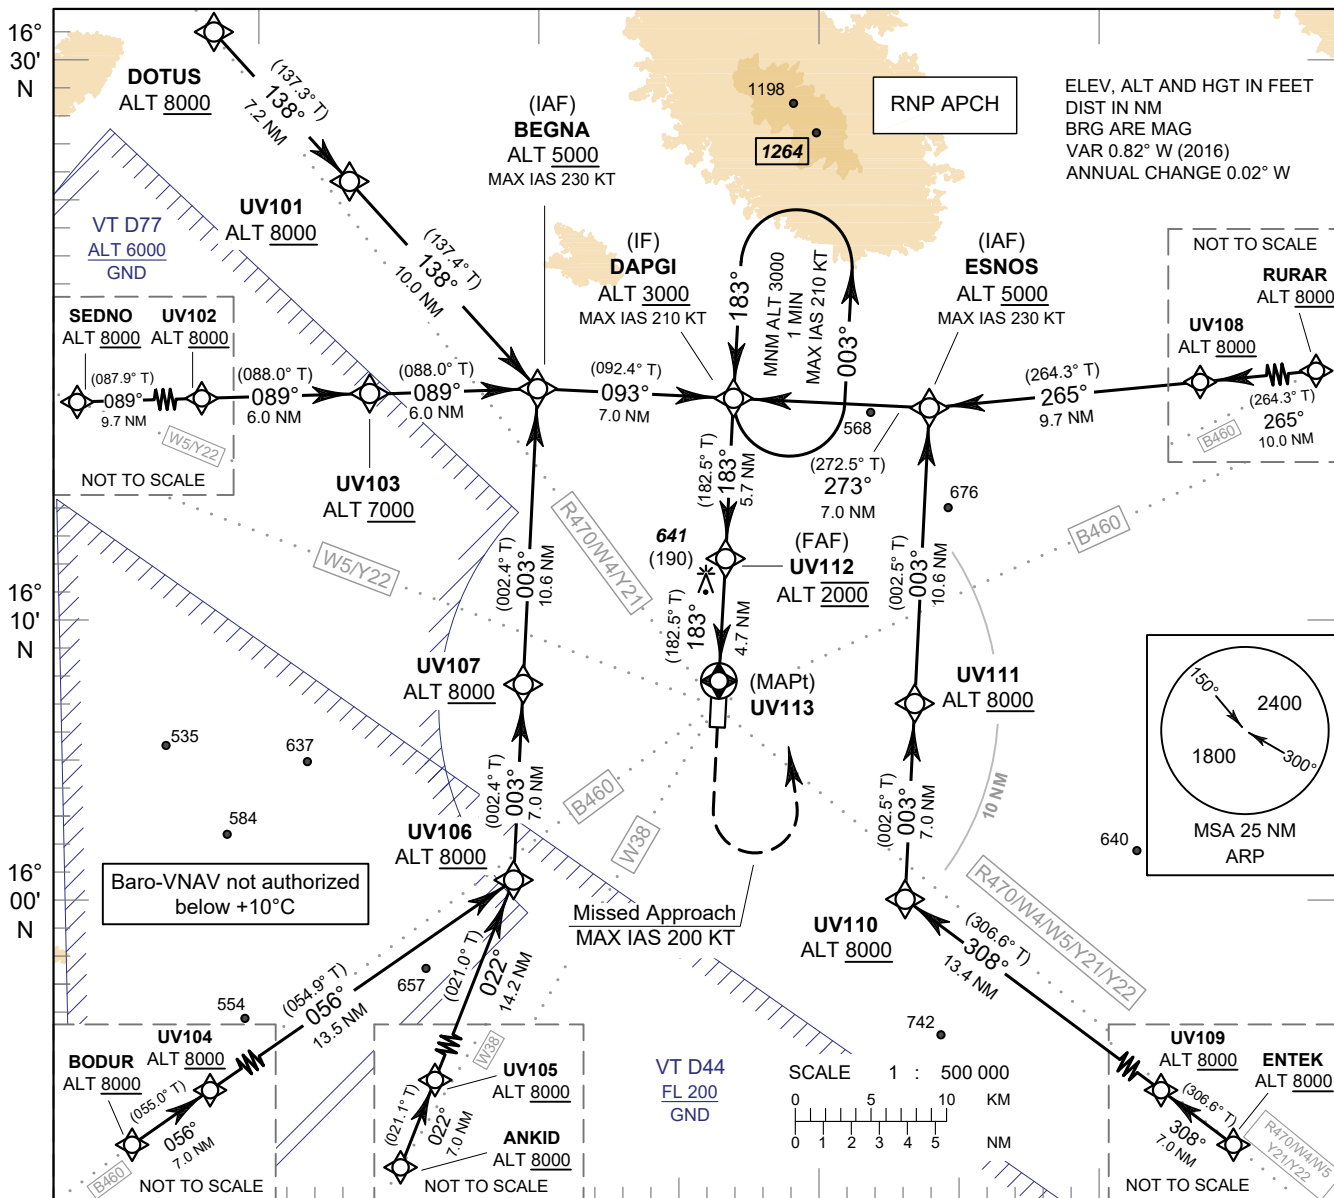 16°
30'
N
DOTUS
ALT 8000
(137.3° T)
138°
7.2 NM
(IAF)
BEGNA
ALT 5000
MAX IAS 230 KT
1198
1264
RNP APCH
ELEV, ALT AND HGT IN FEET
DIST IN NM
BRG ARE MAG
VAR 0.82° W (2016)
ANNUAL CHANGE 0.02° W
VT D77
ALT 6000
GND
UV101
ALT 8000
(137.4° T)
138°
10.0 NM
(IF)
DAPGI
ALT 3000
MAX IAS 210 KT
183°
MNM ALT 3000
1 MIN
MAX IAS 210 KT
003°
(IAF)
ESNOS
ALT 5000
MAX IAS 230 KT
NOT TO SCALE
RURAR
ALT 8000
UV108
ALT 8000
(264.3° T)
265°
10.0 NM
B460
(264.3° T)
265°
9.7 NM
SEDNO
ALT 8000
UV102
ALT 8000
(087.9° T)
089°
9.7 NM
W5/Y22
NOT TO SCALE
(088.0° T)
089°
6.0 NM
(088.0° T)
089°
6.0 NM
(092.4° T)
093°
7.0 NM
568
(272.5° T)
273°
7.0 NM
UV103
ALT 7000
(182.5° T)
183°
5.7 NM
676
R470/W4/Y21
W5/Y22
B460
641
(190)
(FAF)
UV112
ALT 2000
16°
10'
N
(002.4° T)
003°
10.6 NM
(182.5° T)
183°
4.7 NM
(002.5° T)
003°
10.6 NM
UV107
ALT 8000
(MAPt)
UV113
UV111
ALT 8000
150°
2400
1800
300°
MSA 25 NM
ARP
535
637
584
(002.4° T)
003°
7.0 NM
B460
W38
(002.5° T)
003°
7.0 NM
10 NM
640
UV106
ALT 8000
16°
00'
N
Baro-VNAV not authorized
below +10°C
Missed Approach
MAX IAS 200 KT
UV110
ALT 8000
R470/W4/W5/Y21/Y22
(306.6° T)
308°
13.4 NM
(054.9° T)
056°
13.5 NM
657
(021.0° T)
022°
14.2 NM
554
742
BODUR
ALT 8000
UV104
ALT 8000
(055.0° T)
056°
7.0 NM
B460
NOT TO SCALE
W38
UV105
ALT 8000
(021.1° T)
022°
7.0 NM
ANKID
ALT 8000
NOT TO SCALE
VT D44
FL 200
GND
SCALE 1 : 500 000
0 5 10 KM
0 1 2 3 4 5 NM
UV109
ALT 8000
ENTEK
ALT 8000
(306.6° T)
308°
7.0 NM
R470/W4/W5
Y21/Y22
NOT TO SCALE